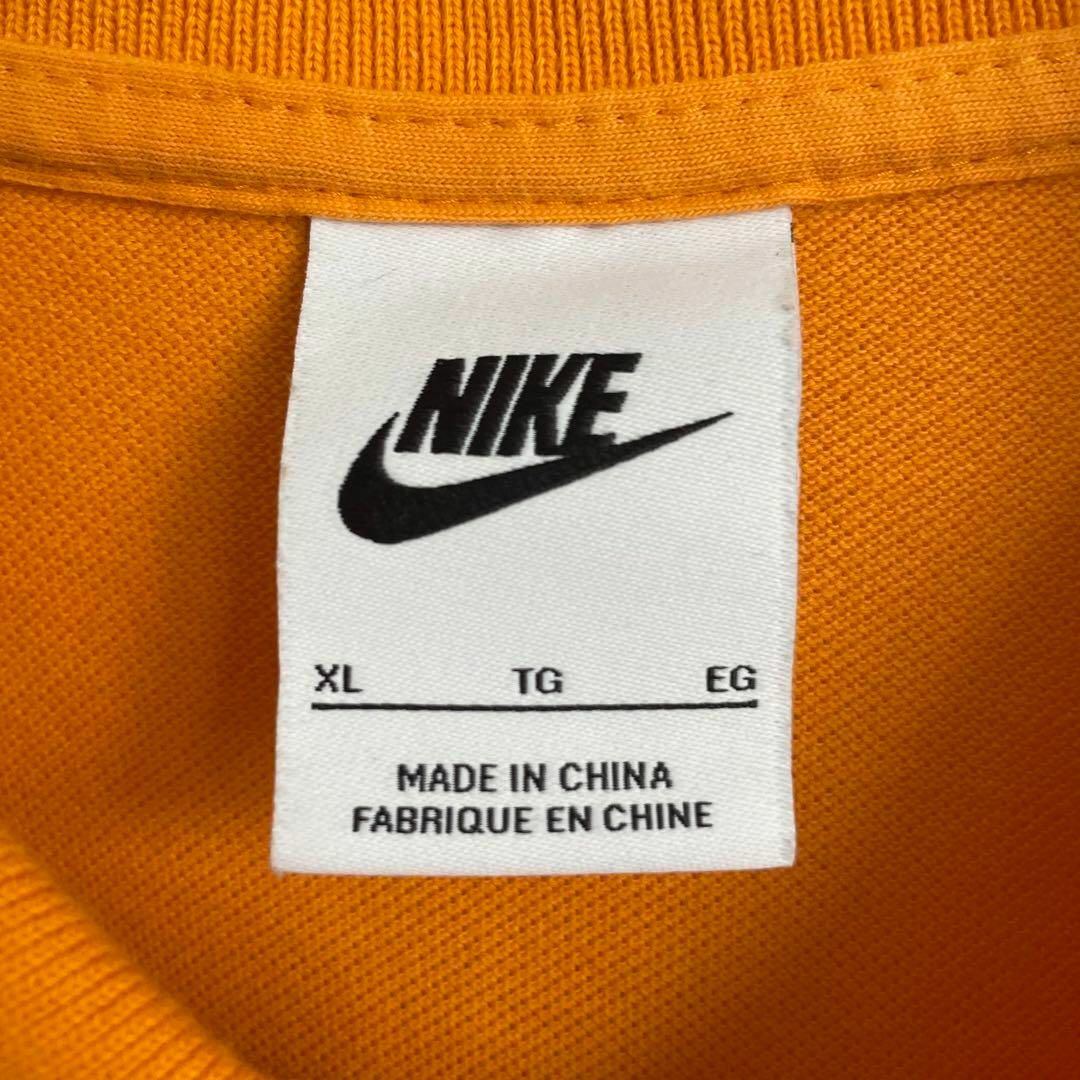 NIKE
XL TG EG
MADE IN CHINA
FABRIQUE EN CHINE